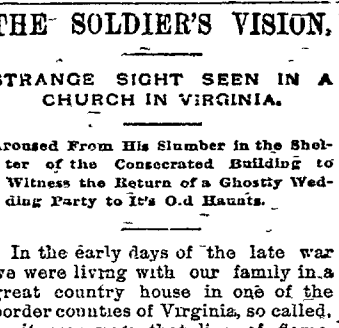 THE SOLDIER'S VISION.
STRANGE SIGHT SEEN IN A
CHURCH IN VIRGINIA.
Aroused From His Slumber in the Shel-
ter of the Consecrated Building to
Witness the Return of a Ghostly Wed-
ding Party to It's Old Haunts.
In the early days of the late war
we were living with our family in a
great country house in one of the
border counties of Virginia, so called,